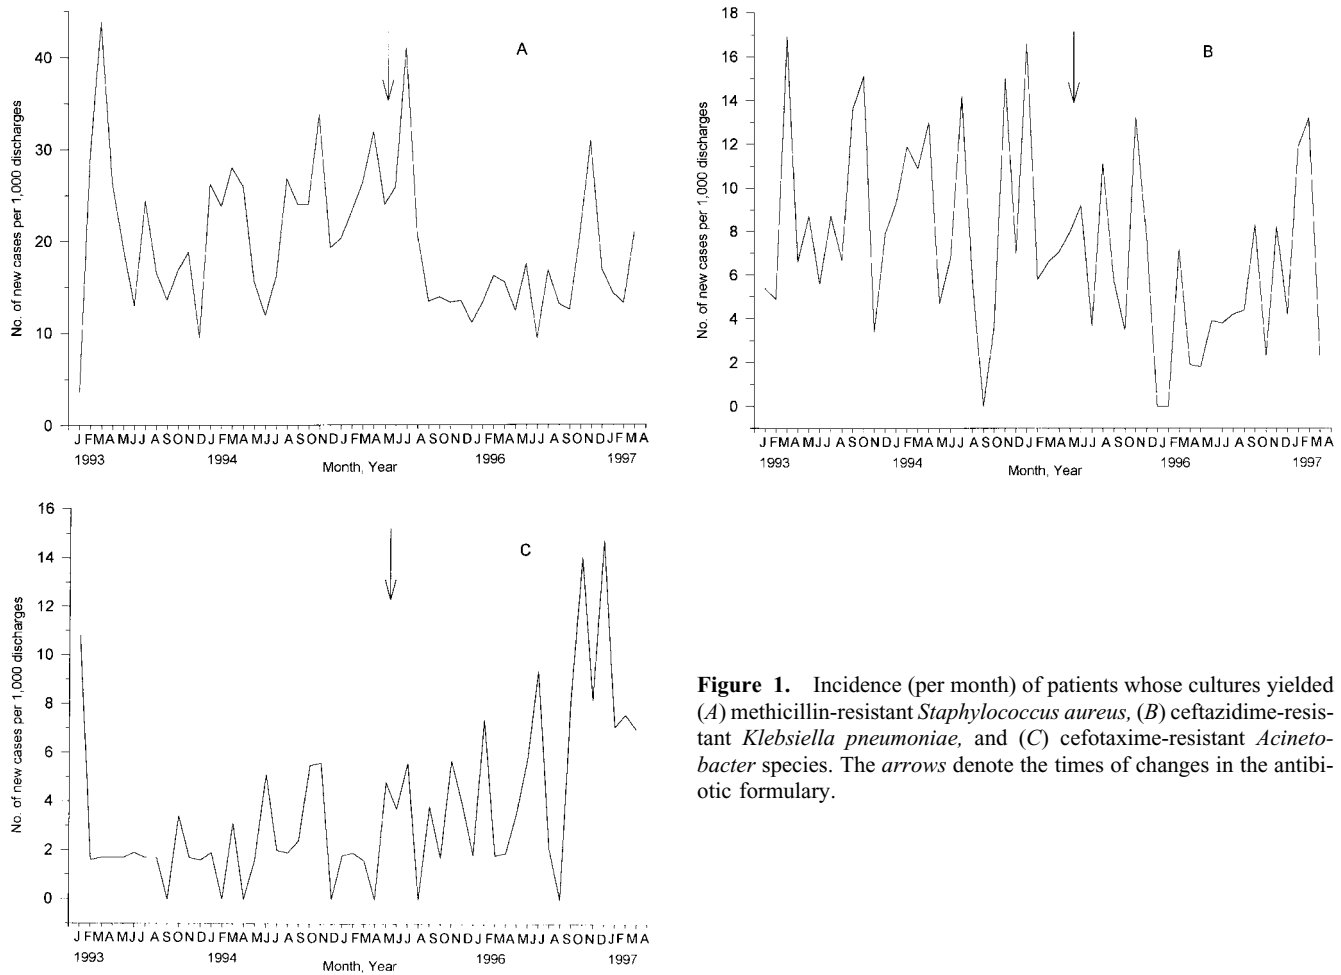 A
No. of new cases per 1,000 discharges
40
30
20
10
0
J F M A M J J A S O N D J F M A M J J A S O N D J F M A M J J A S O N D J F M A M J J A S O N D J F M A
1993 1994 1996 1997
Month, Year
B
No. of new cases per 1,000 discharges
18
16
14
12
10
8
6
4
2
0
J F M A M J J A S O N D J F M A M J J A S O N D J F M A M J J A S O N D J F M A M J J A S O N D J F M A
1993 1994 1996 1997
Month, Year
C
No. of new cases per 1,000 discharges
16
14
12
10
8
6
4
2
0
J F M A M J J A S O N D J F M A M J J A S O N D J F M A M J J A S O N D J F M A M J J A S O N D J F M A
1993 1994 1996 1997
Month, Year
Figure 1. Incidence (per month) of patients whose cultures yielded
(A) methicillin-resistant Staphylococcus aureus, (B) ceftazidime-resis-
tant Klebsiella pneumoniae, and (C) cefotaxime-resistant Acineto-
bacter species. The arrows denote the times of changes in the antibi-
otic formulary.